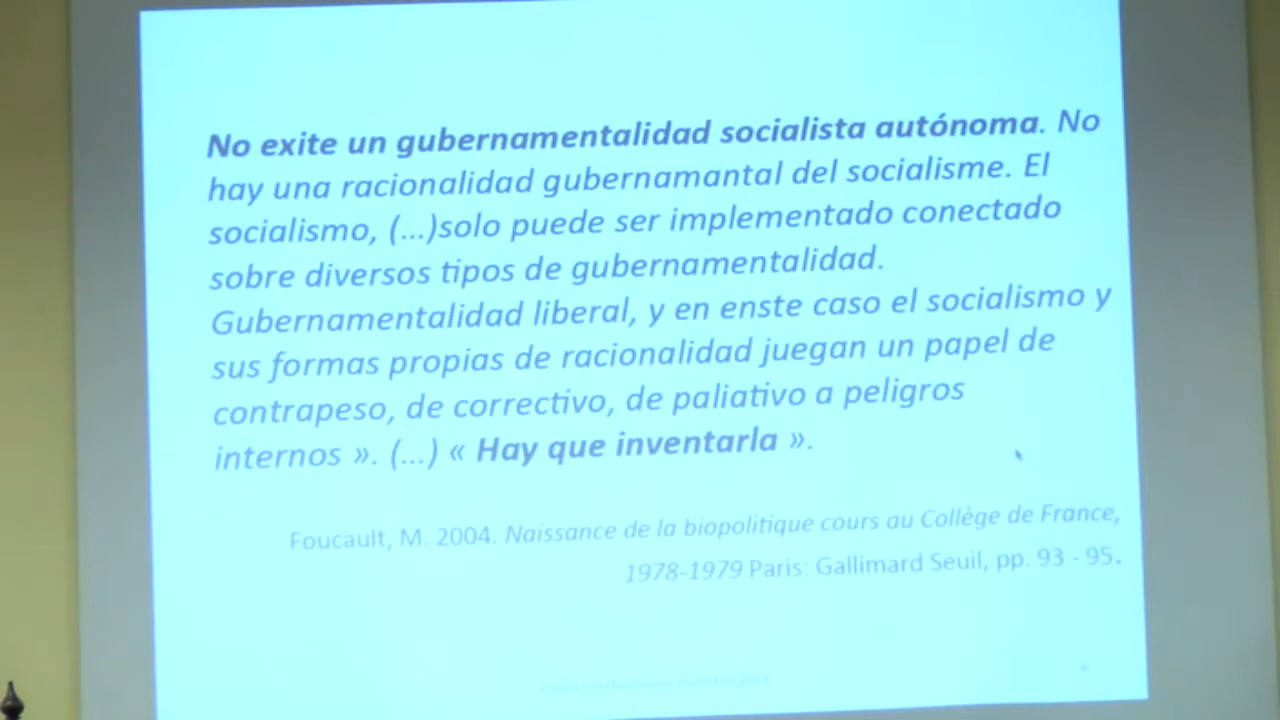 No exite un gubernamentalidad socialista autónoma. No
hay una racionalidad gubernamantal del socialisme. El
socialismo, (...)solo puede ser implementado conectado
sobre diversos tipos de gubernamentalidad.
Gubernamentalidad liberal, y en enste caso el socialismo y
sus formas propias de racionalidad juegan un papel de
contrapeso, de correctivo, de paliativo a peligros
internos ». (...) « Hay que inventarla ».
Foucault, M. 2004. Naissance de la biopolitique cours au Collège de France,
1978-1979 Paris: Gallimard Seuil, pp. 93 - 95.